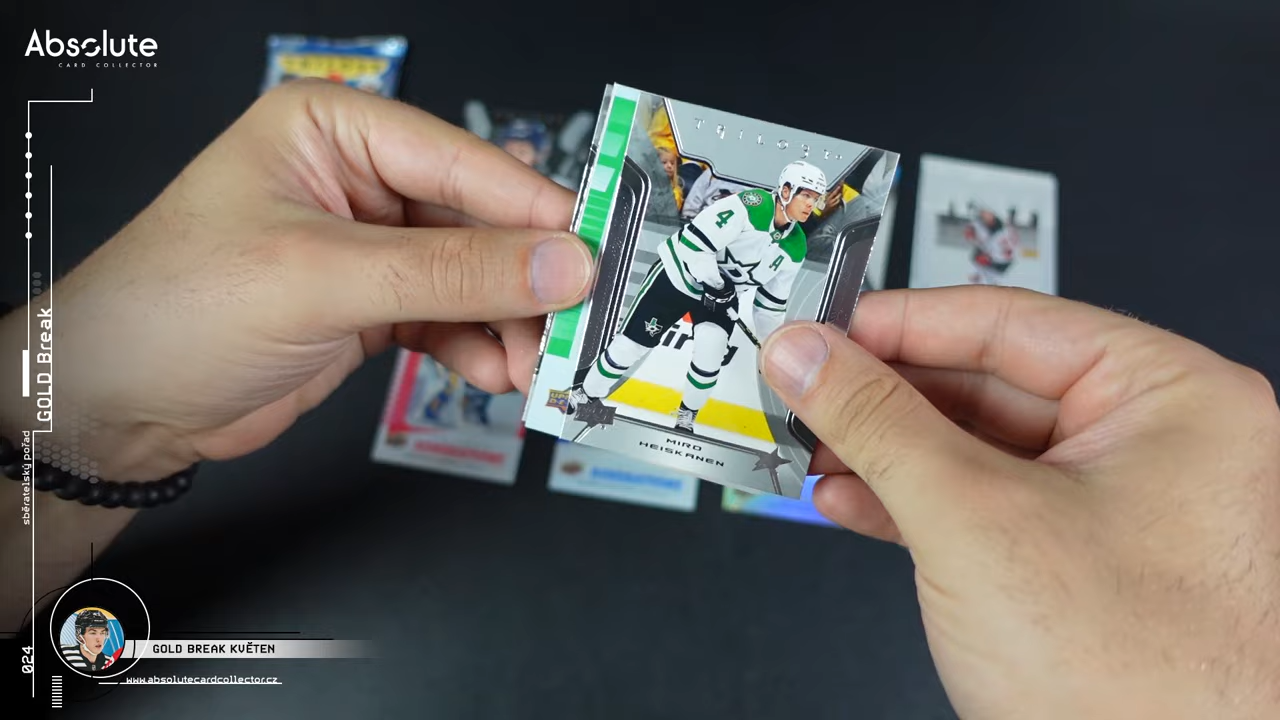 Absolute
CARD COLLECTOR
TRILOGY
4
A
MIRO
HEISKANEN
GOLD Break
sběratelský pořad
024
GOLD BREAK KVĚTEN
www.absolutecardcollector.cz